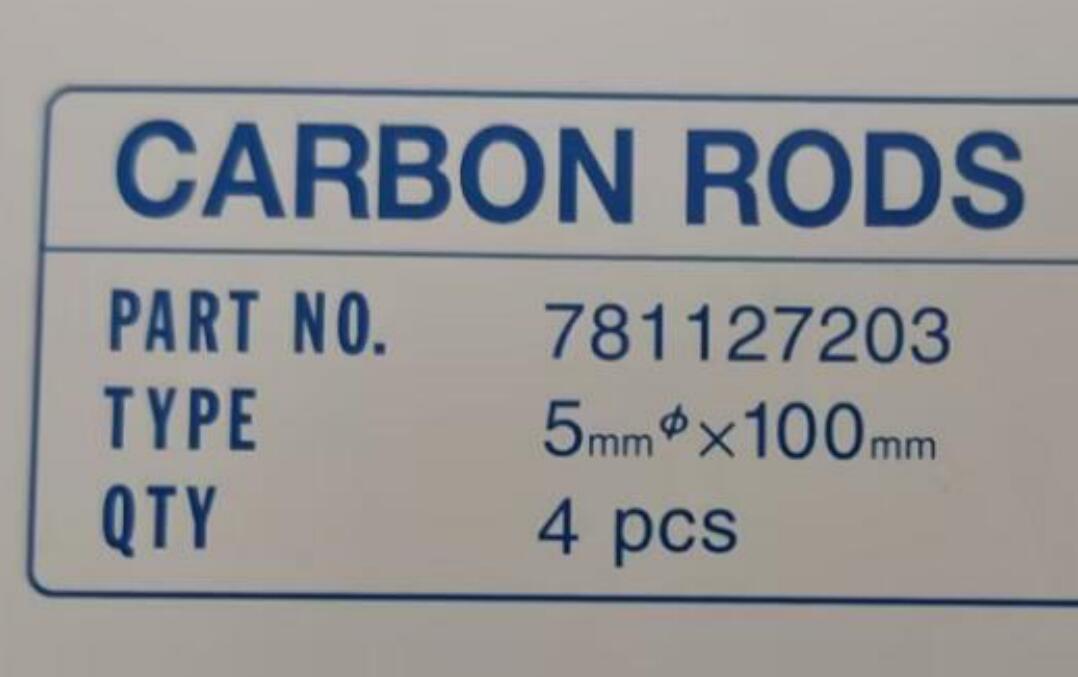 CARBON RODS
PART NO. 781127203
TYPE 5mmϕ×100mm
QTY 4 pcs